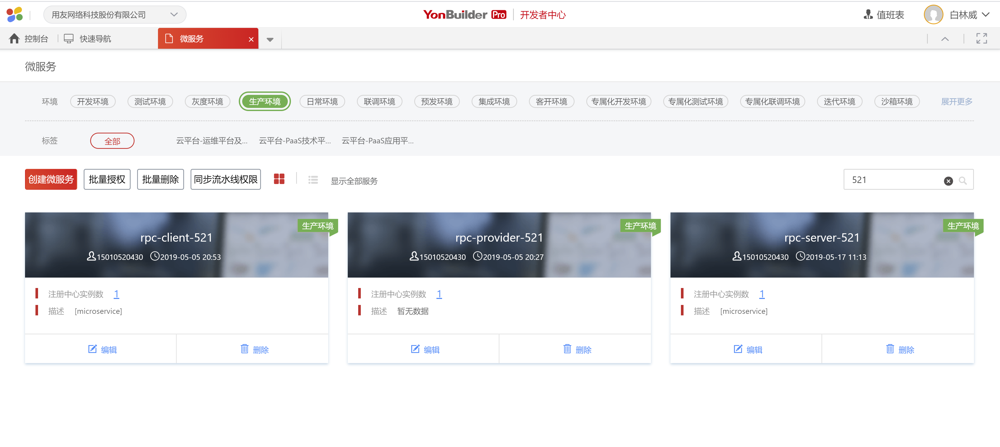 用友网络科技股份有限公司
YonBuilder Pro 开发者中心
值班表
白林威
控制台
快速导航
微服务
微服务
环境 开发环境 测试环境 灰度环境 生产环境 日常环境 联调环境 预发环境 集成环境 客开环境 专属化开发环境 专属化测试环境 专属化联调环境 迭代环境 沙箱环境 展开更多
标签 全部 云平台-运维平台及... 云平台-PaaS技术平... 云平台-PaaS应用平...
创建微服务 批量授权 批量删除 同步流水线权限 显示全部服务 521
生产环境
rpc-client-521
15010520430 2019-05-05 20:53
注册中心实例数 1
描述 [microservice]
编辑 删除
生产环境
rpc-provider-521
15010520430 2019-05-05 20:27
注册中心实例数 1
描述 暂无数据
编辑 删除
生产环境
rpc-server-521
15010520430 2019-05-17 11:13
注册中心实例数 1
描述 [microservice]
编辑 删除